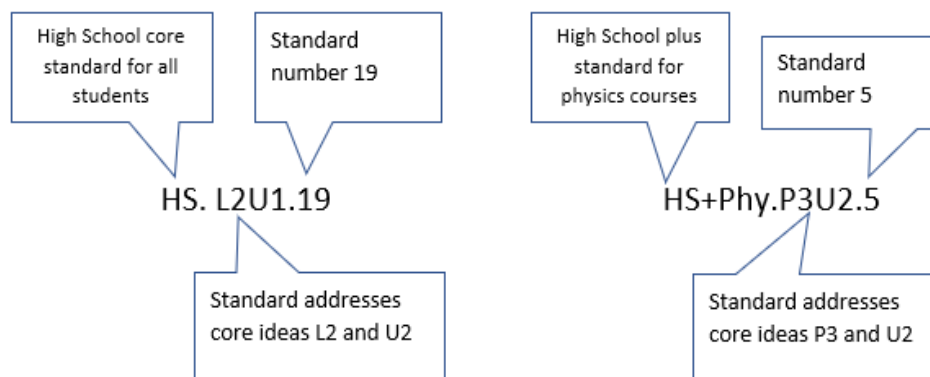 High School core
standard for all
students
Standard
number 19
High School plus
standard for
physics courses
Standard
number 5
HS. L2U1.19
HS+Phy.P3U2.5
Standard addresses
core ideas L2 and U2
Standard addresses
core ideas P3 and U2